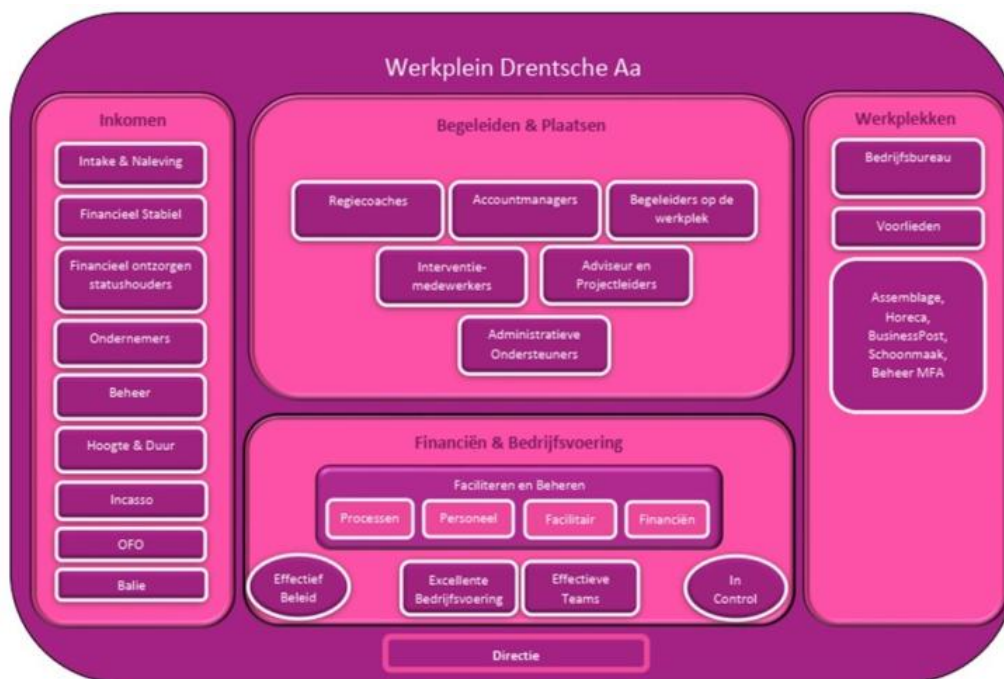 Werkplein Drentsche Aa
Inkomen
Intake & Naleving
Financieel Stabiel
Financieel ontzorgen
statushouders
Ondernemers
Beheer
Hoogte & Duur
Incasso
OFO
Balie
Begeleiden & Plaatsen
Regiecoaches
Accountmanagers
Begeleiders op de
werkplek
Interventie-
medewerkers
Adviseur en
Projectleiders
Administratieve
Ondersteuners
Financiën & Bedrijfsvoering
Faciliteren en Beheren
Processen
Personeel
Facilitair
Financiën
Effectief
Beleid
Excellente
Bedrijfsvoering
Effectieve
Teams
In
Control
Werkplekken
Bedrijfsbureau
Voorlieden
Assemblage,
Horeca,
BusinessPost,
Schoonmaak,
Beheer MFA
Directie